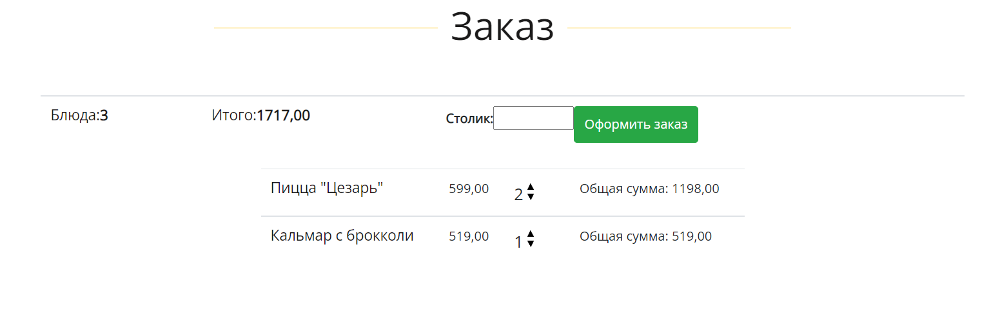 Заказ
Блюда:3 Итого:1717,00 Столик: Оформить заказ
Пицца "Цезарь" 599,00 2 Общая сумма: 1198,00
Кальмар с брокколи 519,00 1 Общая сумма: 519,00